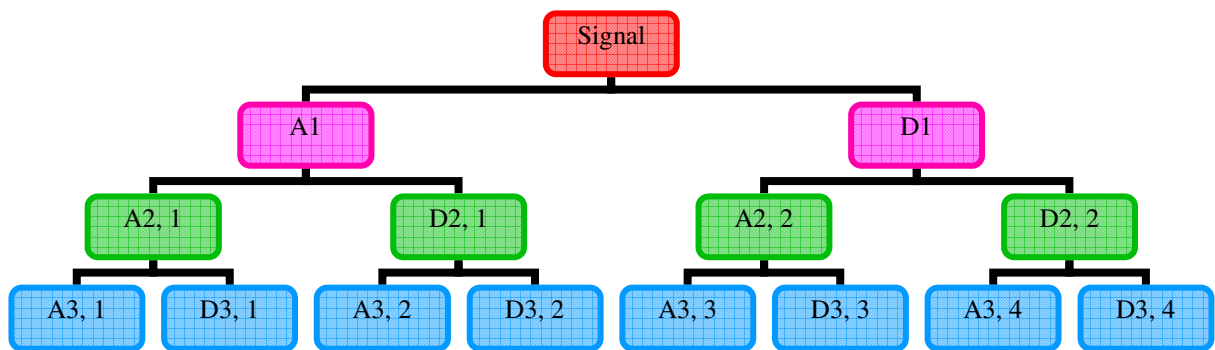 Signal
A1
D1
A2, 1
D2, 1
A2, 2
D2, 2
A3, 1
D3, 1
A3, 2
D3, 2
A3, 3
D3, 3
A3, 4
D3, 4